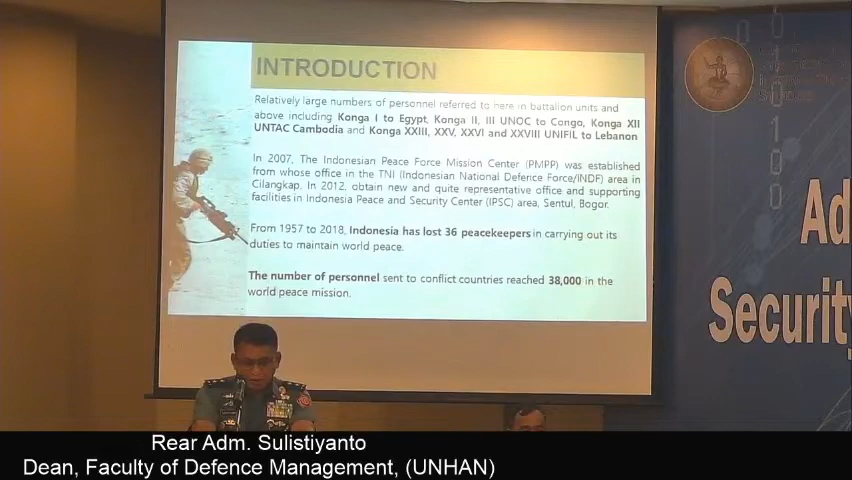 INTRODUCTION
Relatively large numbers of personnel referred to here in battalion units and
above including Konga I to Egypt, Konga II, III UNOC to Congo, Konga XII
UNTAC Cambodia and Konga XXIII, XXV, XXVI and XXVIII UNIFIL to Lebanon
In 2007, The Indonesian Peace Force Mission Center (PMPP) was established
from whose office in the TNI (Indonesian National Defence Force/INDF) area in
Cilangkap. In 2012, obtain new and quite representative office and supporting
facilities in Indonesia Peace and Security Center (IPSC) area, Sentul, Bogor.
From 1957 to 2018, Indonesia has lost 36 peacekeepers in carrying out its
duties to maintain world peace.
The number of personnel sent to conflict countries reached 38,000 in the
world peace mission.
Ad
Security
Rear Adm. Sulistiyanto
Dean, Faculty of Defence Management, (UNHAN)